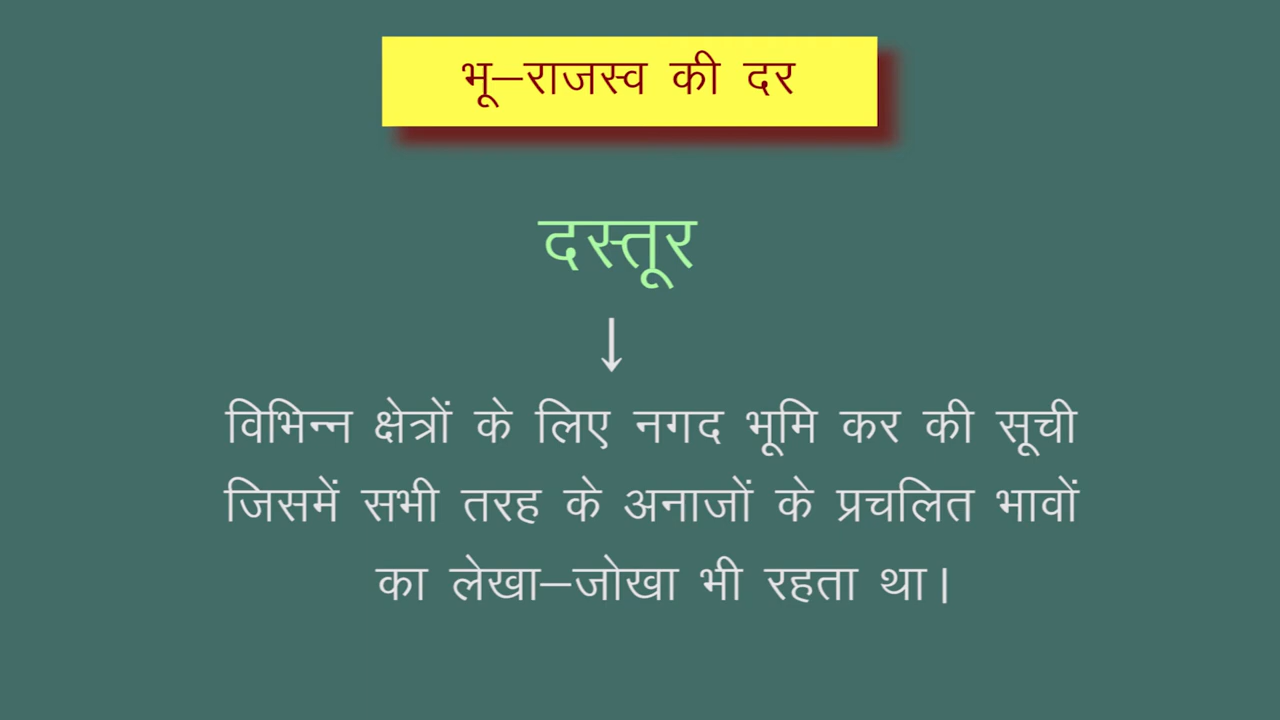 भू–राजस्व की दर
दस्तूर
↓
विभिन्न क्षेत्रों के लिए नगद भूमि कर की सूची
जिसमें सभी तरह के अनाजों के प्रचलित भावों
का लेखा–जोखा भी रहता था।